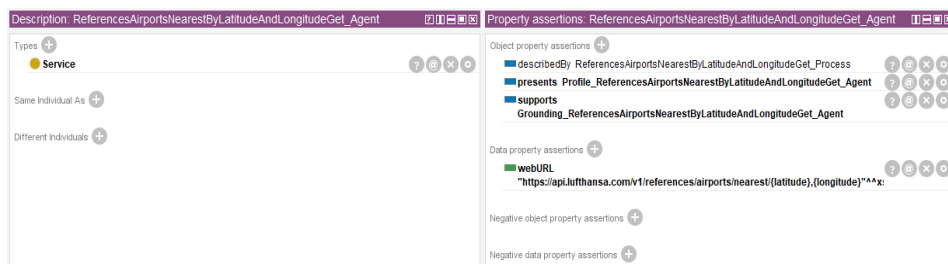 Description: ReferencesAirportsNearestByLatitudeAndLongitudeGet_Agent
Types
Service
Same Individual As
Different Individuals
Property assertions: ReferencesAirportsNearestByLatitudeAndLongitudeGet_Agent
Object property assertions
describedBy ReferencesAirportsNearestByLatitudeAndLongitudeGet_Process
presents Profile_ReferencesAirportsNearestByLatitudeAndLongitudeGet_Agent
supports
Grounding_ReferencesAirportsNearestByLatitudeAndLongitudeGet_Agent
Data property assertions
webURL
"https://api.lufthansa.com/v1/references/airports/nearest/{latitude},{longitude}"^^xs
Negative object property assertions
Negative data property assertions